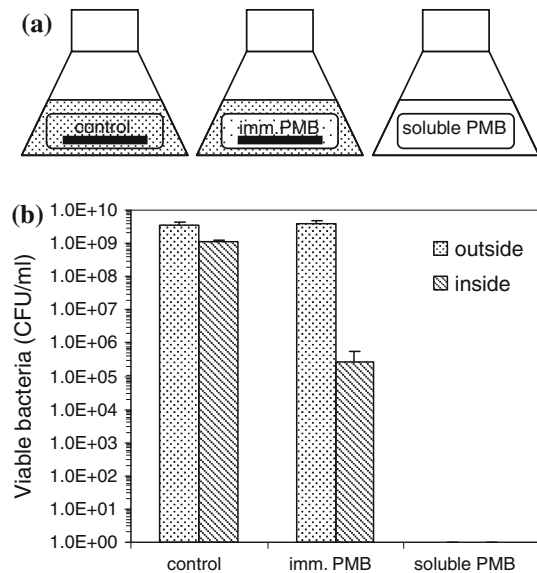 (a)
control
imm. PMB
soluble PMB
(b)
Viable bacteria (CFU/ml)
1.0E+10
1.0E+09
1.0E+08
1.0E+07
1.0E+06
1.0E+05
1.0E+04
1.0E+03
1.0E+02
1.0E+01
1.0E+00
outside
inside
control
imm. PMB
soluble PMB